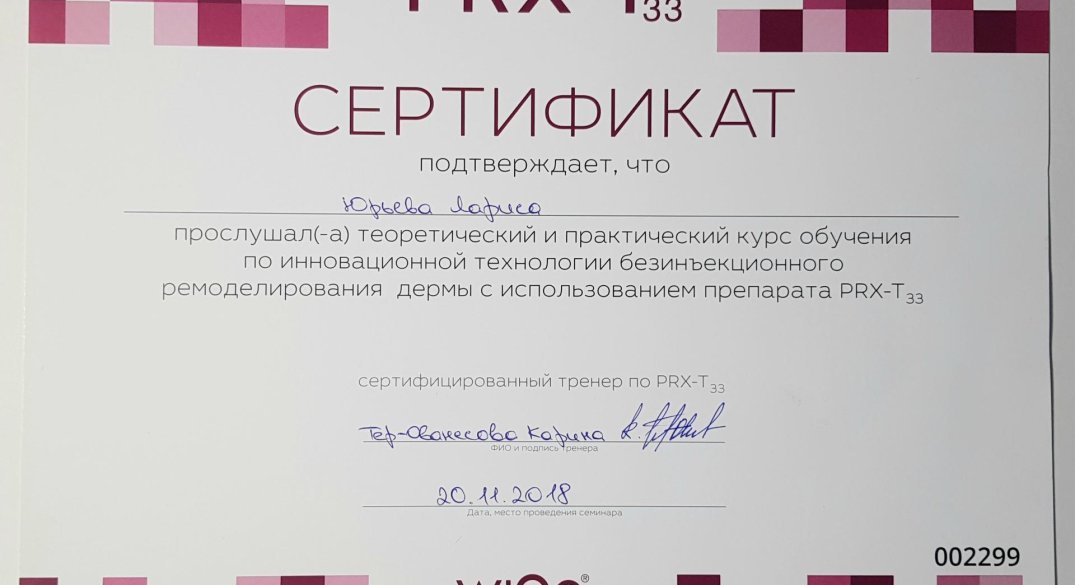 PRX-T33
СЕРТИФИКАТ
подтверждает, что
Юрьева Лариса
прослушал(-а) теоретический и практический курс обучения
по инновационной технологии безинъекционного
ремоделирования дермы с использованием препарата PRX-T33
сертифицированный тренер по PRX-T33
Тер-Ованесова Карина
ФИО и подпись тренера
20.11.2018
Дата, место проведения семинара
002299